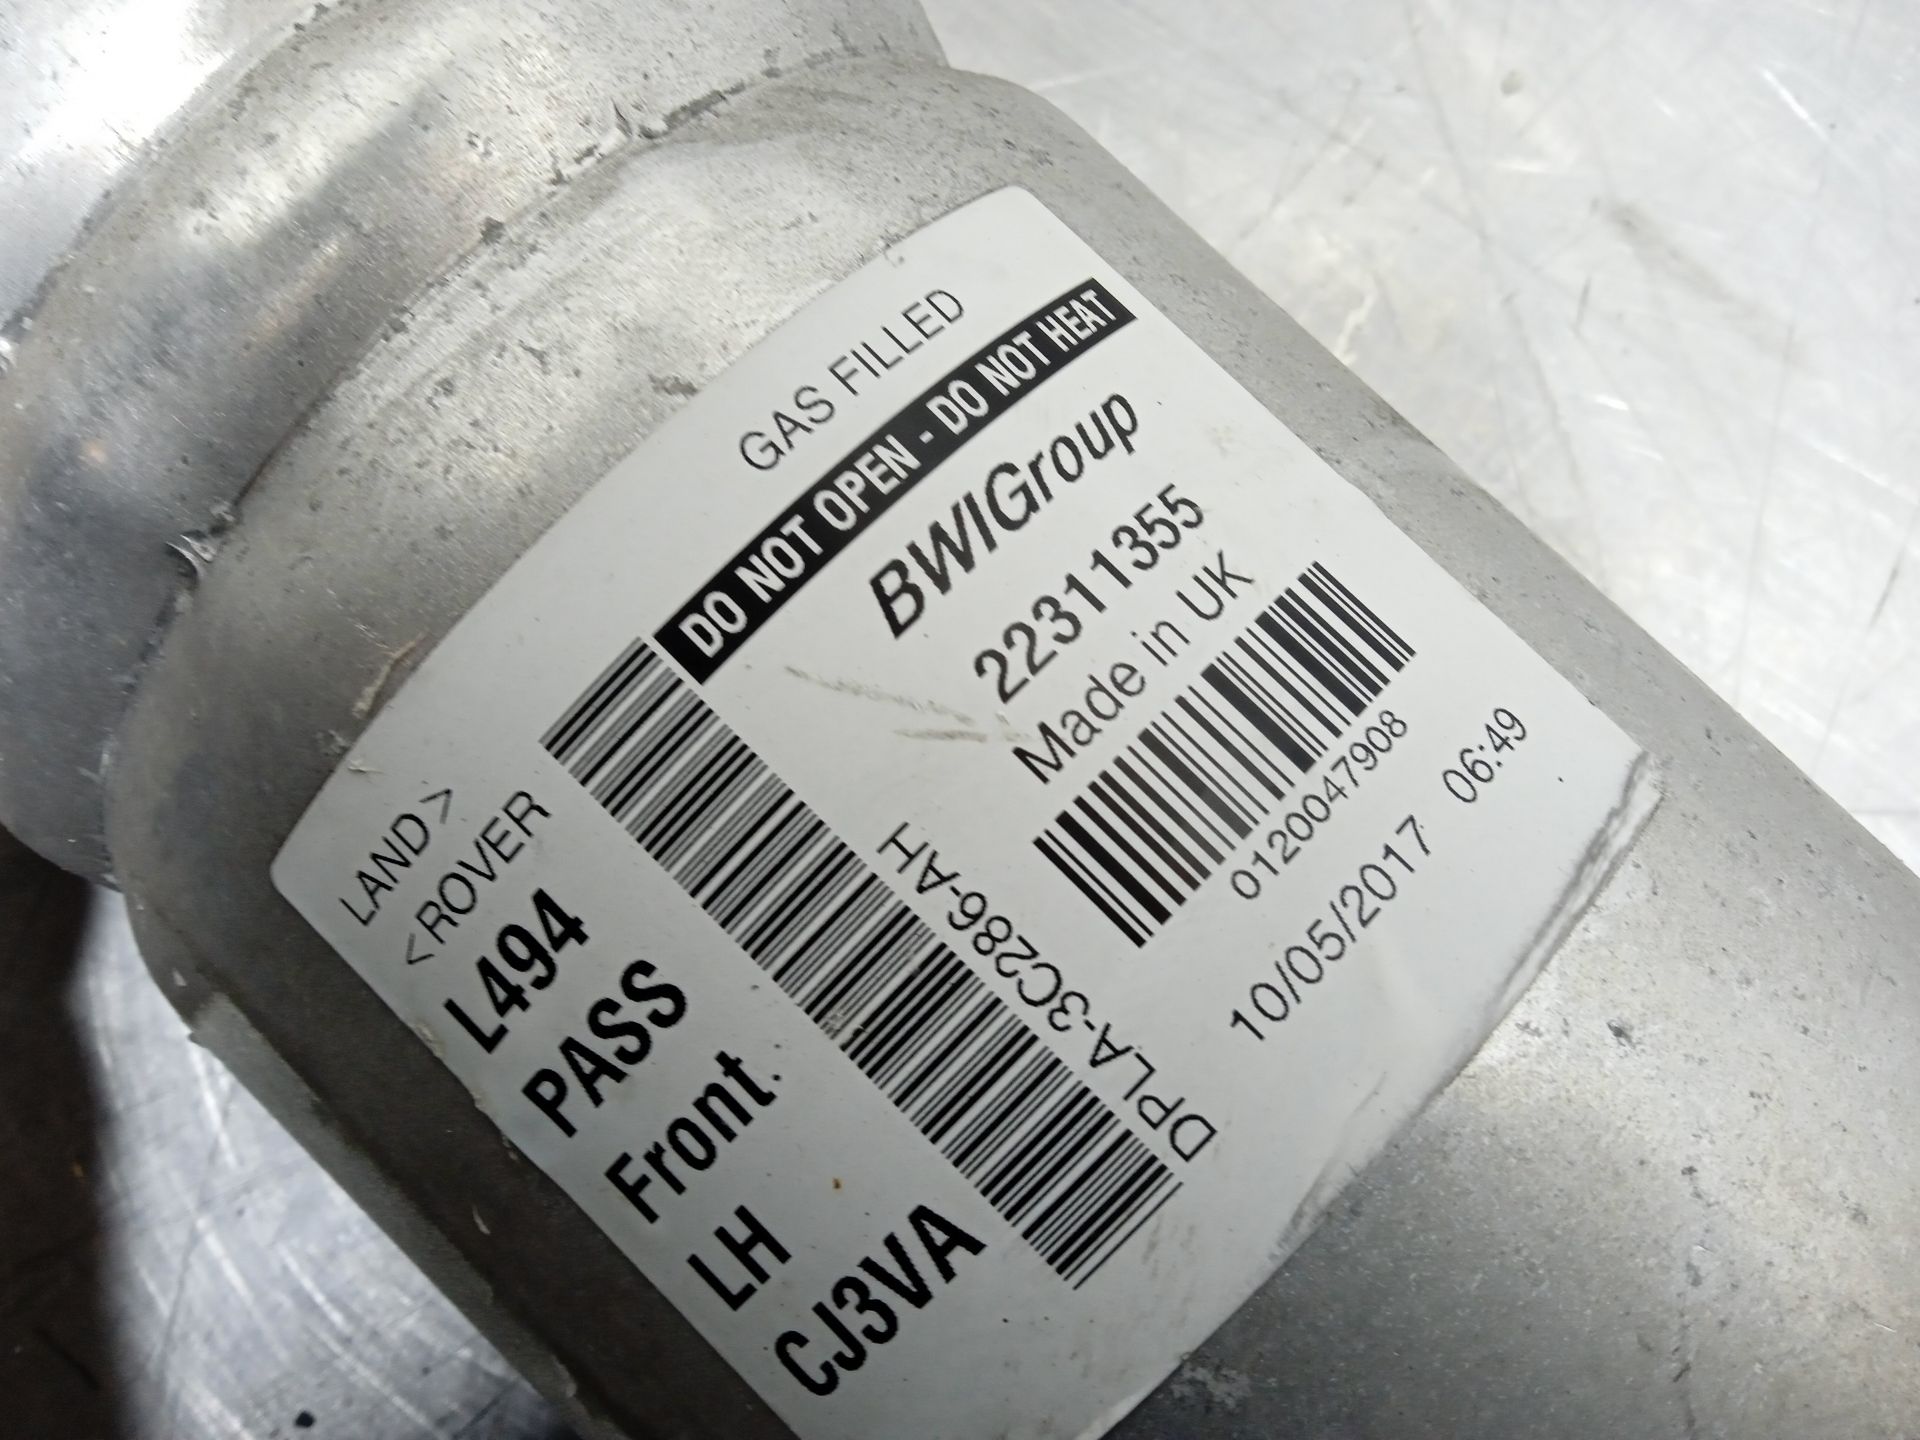 GAS FILLED
DO NOT OPEN - DO NOT HEAT
BWIGroup
22311355
Made in UK
0120047908
10/05/2017 06:49
DPLA-3C286-AH
LAND>
<ROVER
L494
PASS
Front.
LH
CJ3VA